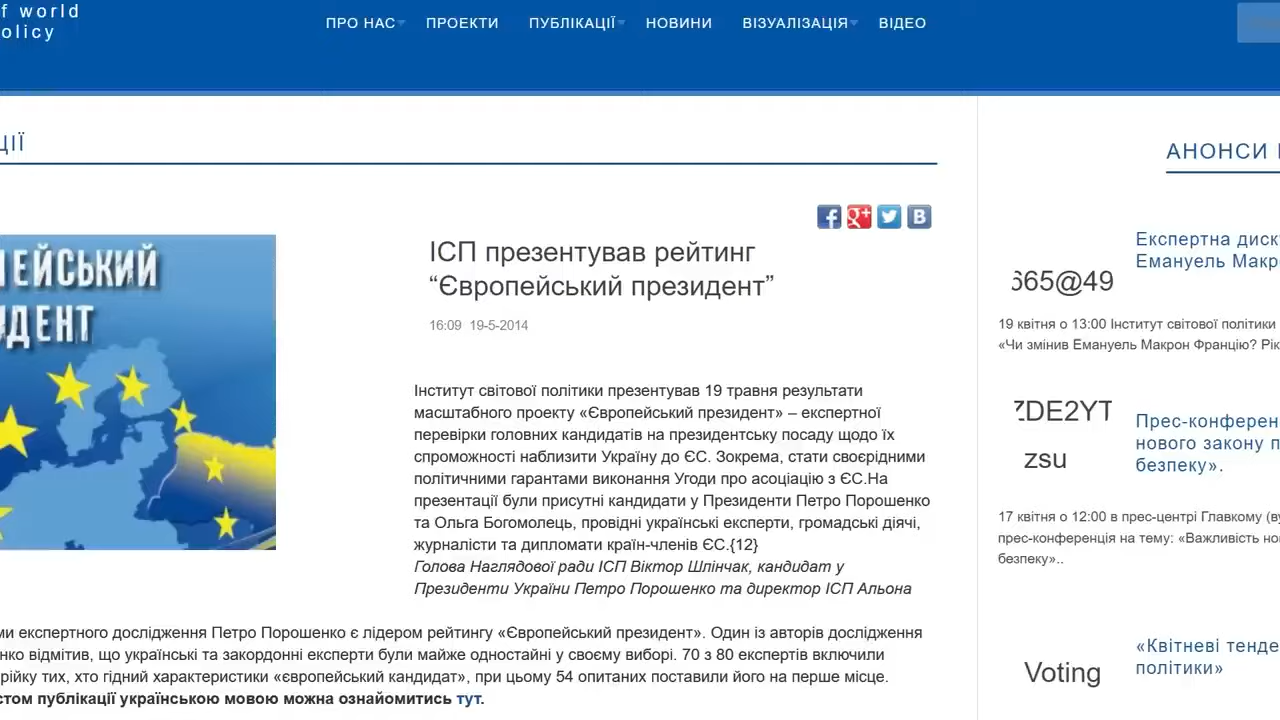 f world
olicy
ПРО НАС ПРОЕКТИ ПУБЛІКАЦІЇ НОВИНИ ВІЗУАЛІЗАЦІЯ ВІДЕО
ЦІЇ
ЕЙСЬКИЙ
ДЕНТ
ІСП презентував рейтинг
“Європейський президент”
16:09 19-5-2014
Інститут світової політики презентував 19 травня результати
масштабного проекту «Європейський президент» – експертної
перевірки головних кандидатів на президентську посаду щодо їх
спроможності наблизити Україну до ЄС. Зокрема, стати своєрідними
політичними гарантами виконання Угоди про асоціацію з ЄС.На
презентації були присутні кандидати у Президенти Петро Порошенко
та Ольга Богомолець, провідні українські експерти, громадські діячі,
журналісти та дипломати країн-членів ЄС.{12}
Голова Наглядової ради ІСП Віктор Шлінчак, кандидат у
Президенти України Петро Порошенко та директор ІСП Альона
ми експертного дослідження Петро Порошенко є лідером рейтингу «Європейський президент». Один із авторів дослідження
нко відмітив, що українські та закордонні експерти були майже одностайні у своєму виборі. 70 з 80 експертів включили
рійку тих, хто гідний характеристики «європейський кандидат», при цьому 54 опитаних поставили його на перше місце.
стом публікації українською мовою можна ознайомитись тут.
АНОНСИ
Експертна диск
Емануель Макр
665@49
19 квітня о 13:00 Інститут світової політики
«Чи змінив Емануель Макрон Францію? Рік
ZDE2YT
zsu
Прес-конферен
нового закону п
безпеку».
17 квітня о 12:00 в прес-центрі Главкому (ву
прес-конференція на тему: «Важливість но
безпеку»..
Voting
«Квітневі тенде
політики»